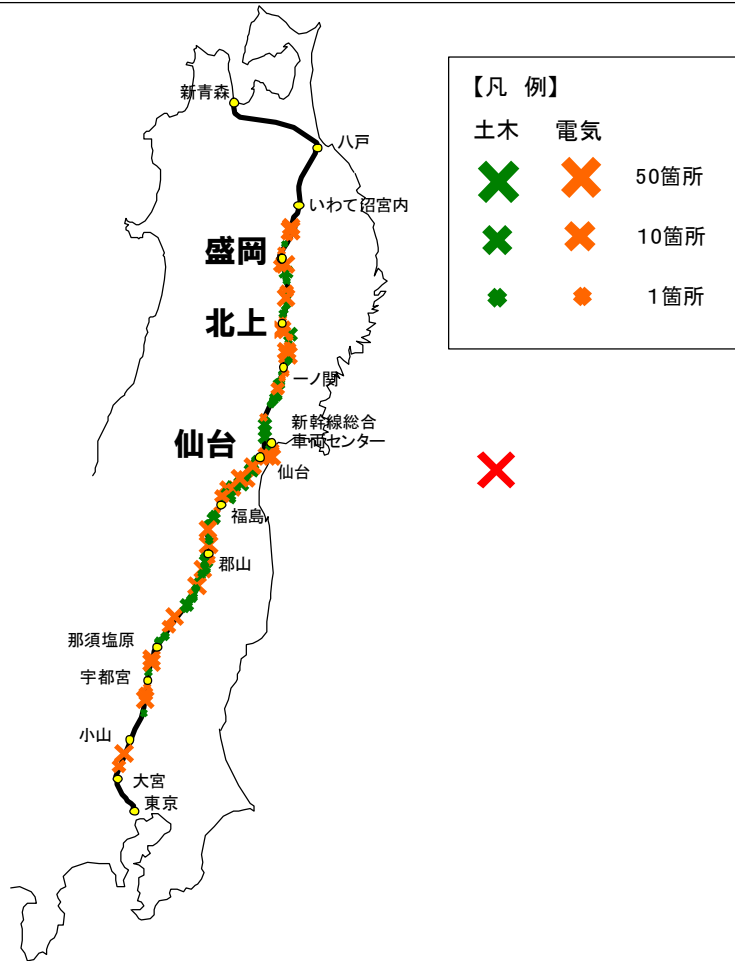 【凡 例】
土木 電気
50箇所
10箇所
1箇所
新青森
八戸
いわて沼宮内
盛岡
北上
一ノ関
新幹線総合
車両センター
仙台
仙台
福島
郡山
那須塩原
宇都宮
小山
大宮
東京